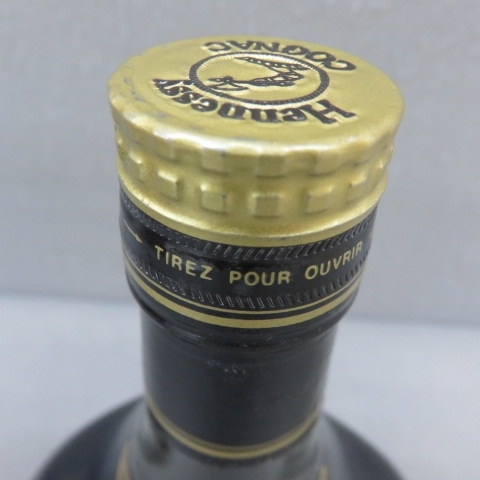 Hennessy
COGNAC
TIREZ POUR OUVRIR